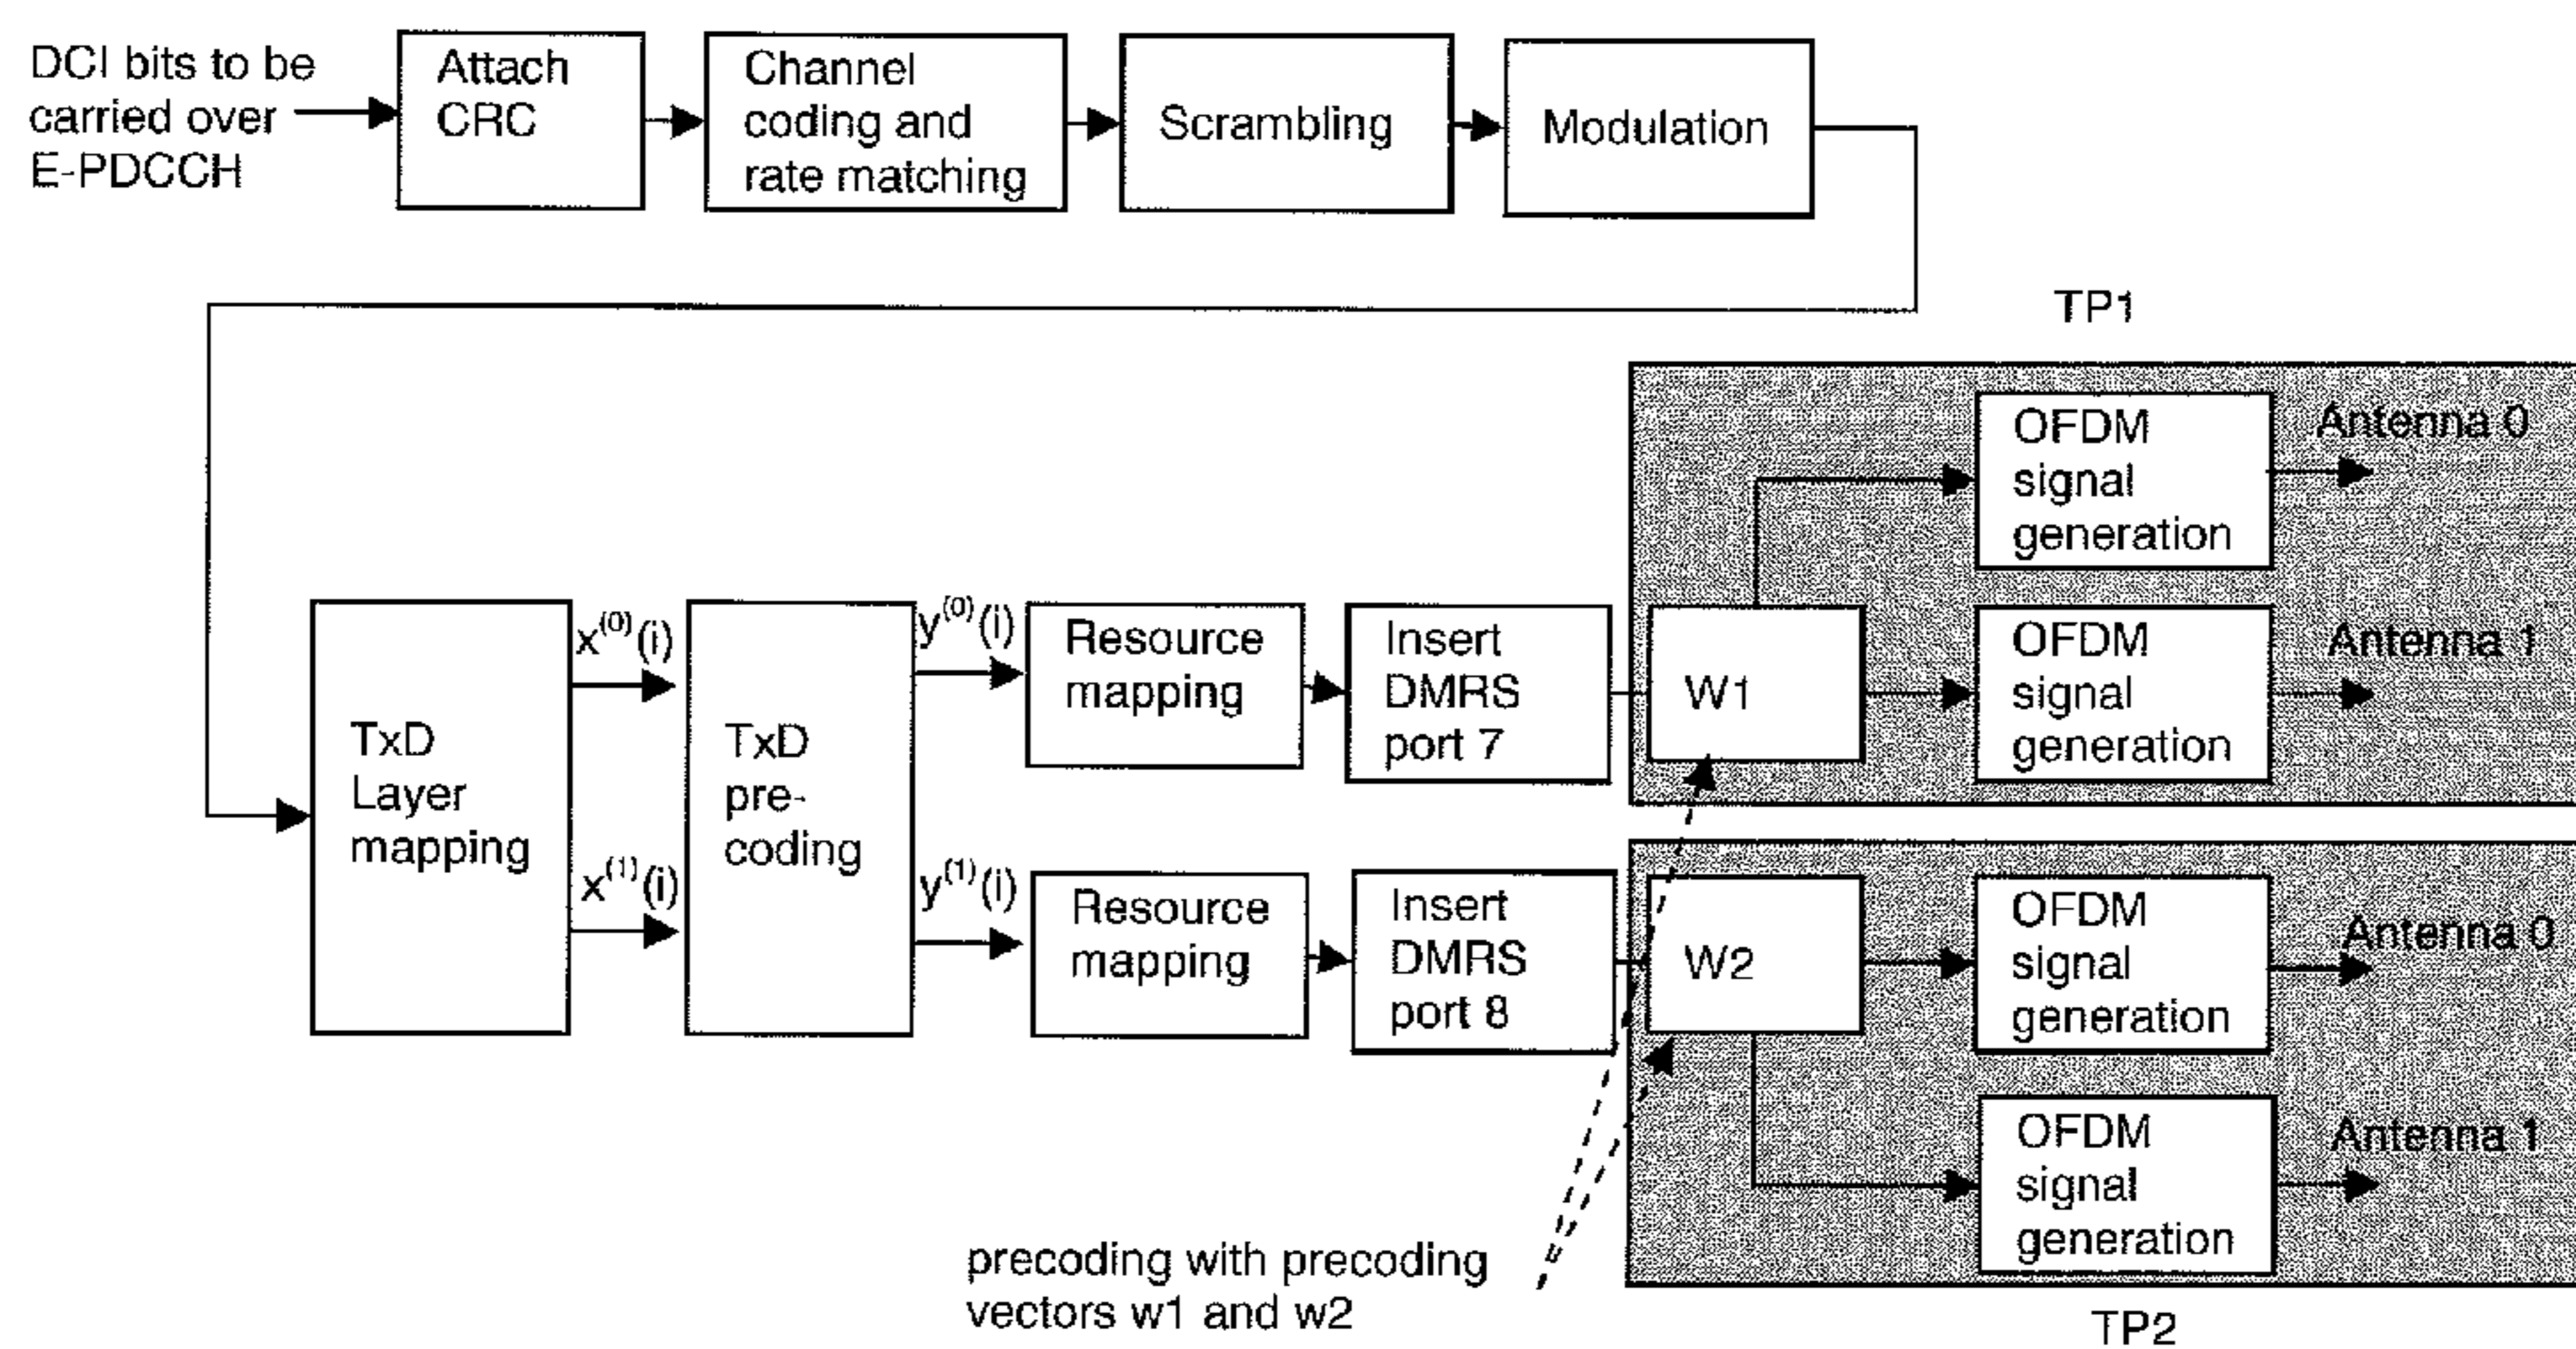 DCI bits to be
carried over
E-PDCCH
Attach
CRC
Channel
coding and
rate matching
Scrambling
Modulation
TP1
OFDM
signal
generation
Antenna 0
OFDM
signal
generation
Antenna 1
TxD
Layer
mapping
x^(0)(i)
x^(1)(i)
TxD
pre-
coding
y^(0)(i)
y^(1)(i)
Resource
mapping
Insert
DMRS
port 7
W1
Resource
mapping
Insert
DMRS
port 8
W2
OFDM
signal
generation
Antenna 0
OFDM
signal
generation
Antenna 1
precoding with precoding
vectors w1 and w2
TP2